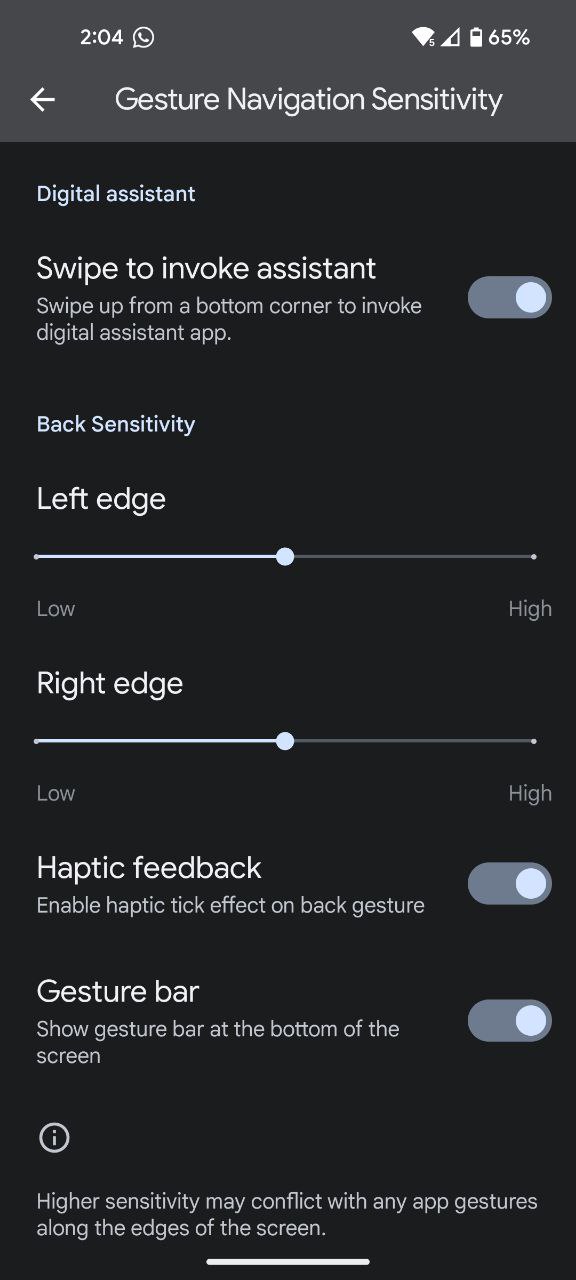 2:04
5
65%
Gesture Navigation Sensitivity
Digital assistant
Swipe to invoke assistant
Swipe up from a bottom corner to invoke
digital assistant app.
Back Sensitivity
Left edge
Low
High
Right edge
Low
High
Haptic feedback
Enable haptic tick effect on back gesture
Gesture bar
Show gesture bar at the bottom of the
screen
Higher sensitivity may conflict with any app gestures
along the edges of the screen.